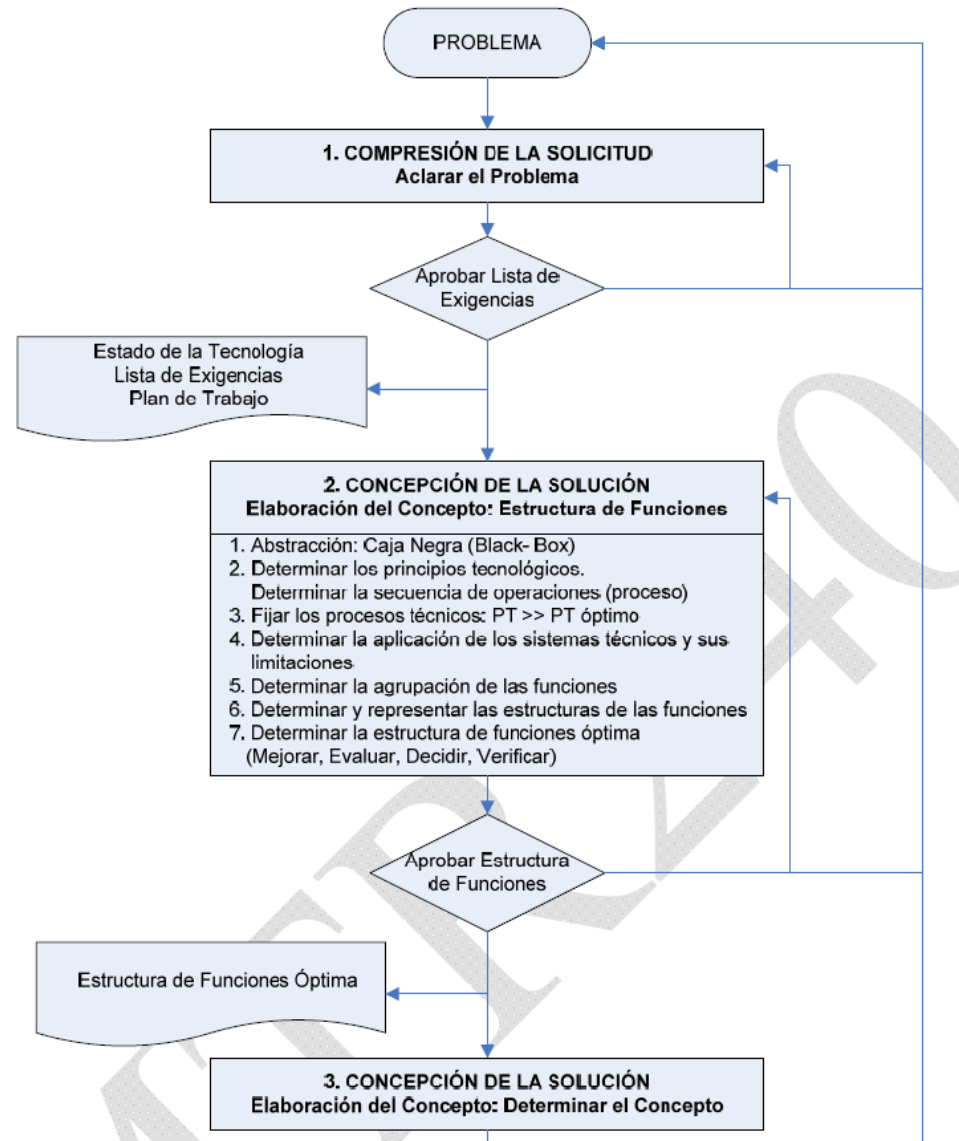 PROBLEMA
1. COMPRESIÓN DE LA SOLICITUD
Aclarar el Problema
Aprobar Lista de
Exigencias
Estado de la Tecnología
Lista de Exigencias
Plan de Trabajo
2. CONCEPCIÓN DE LA SOLUCIÓN
Elaboración del Concepto: Estructura de Funciones
1. Abstracción: Caja Negra (Black- Box)
2. Determinar los principios tecnológicos.
Determinar la secuencia de operaciones (proceso)
3. Fijar los procesos técnicos: PT >> PT óptimo
4. Determinar la aplicación de los sistemas técnicos y sus
limitaciones
5. Determinar la agrupación de las funciones
6. Determinar y representar las estructuras de las funciones
7. Determinar la estructura de funciones óptima
(Mejorar, Evaluar, Decidir, Verificar)
Aprobar Estructura
de Funciones
Estructura de Funciones Óptima
3. CONCEPCIÓN DE LA SOLUCIÓN
Elaboración del Concepto: Determinar el Concepto